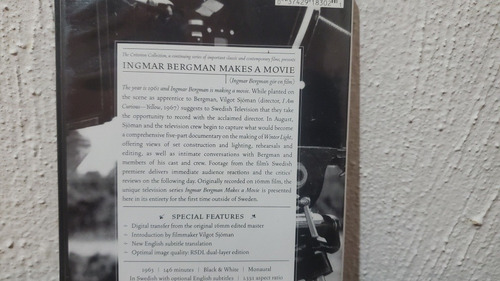 0 37429 18303
The Criterion Collection, a continuing series of important classic and contemporary films, presents
INGMAR BERGMAN MAKES A MOVIE
(Ingmar Bergman gör en film)
The year is 1961 and Ingmar Bergman is making a movie. While planted on
the scene as apprentice to Bergman, Vilgot Sjöman (director, I Am
Curious—Yellow, 1967) suggests to Swedish Television that they take
the opportunity to record with the acclaimed director. In August,
Sjöman and the television crew begin to capture what would become
a comprehensive five-part documentary on the making of Winter Light,
offering views of set construction and lighting, rehearsals and
editing, as well as intimate conversations with Bergman and
members of his cast and crew. Footage from the film's Swedish
premiere delivers immediate audience reactions and the critics'
reviews on the following day. Originally recorded on 16mm film, the
unique television series Ingmar Bergman Makes a Movie is presented
here in its entirety for the first time outside of Sweden.
SPECIAL FEATURES
– Digital transfer from the original 16mm edited master
– Introduction by filmmaker Vilgot Sjöman
– New English subtitle translation
– Optimal image quality: RSDL dual-layer edition
1963 | 146 minutes | Black & White | Monaural
In Swedish with optional English subtitles | 1.33:1 aspect ratio